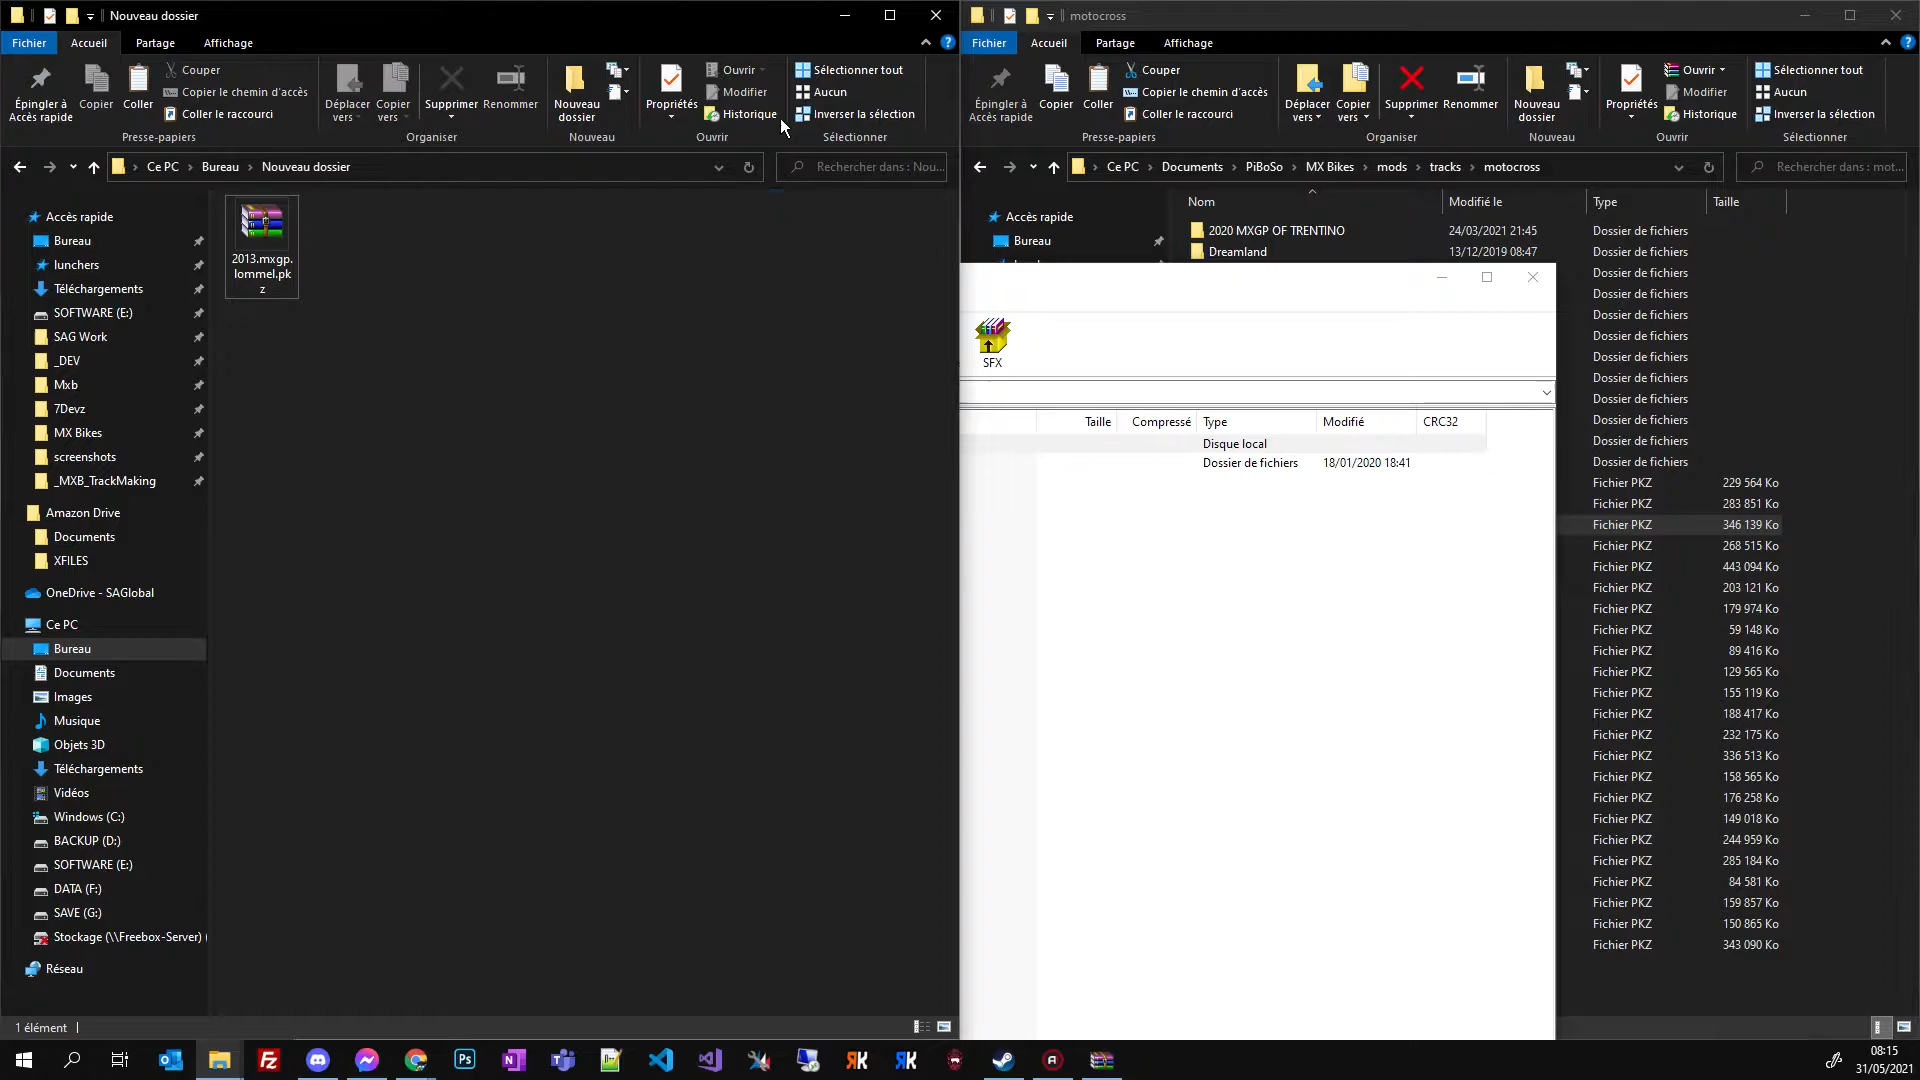 Nouveau dossier
Fichier
Accueil
Partage
Affichage
Épingler à
Accès rapide
Copier
Coller
Couper
Copier le chemin d'accès
Coller le raccourci
Presse-papiers
Déplacer
vers
Copier
vers
Supprimer
Renommer
Organiser
Nouveau
dossier
Nouveau
Propriétés
Ouvrir
Modifier
Historique
Ouvrir
Sélectionner tout
Aucun
Inverser la sélection
Sélectionner
Ce PC
Bureau
Nouveau dossier
Rechercher dans : Nou...
Accès rapide
Bureau
lunchers
Téléchargements
SOFTWARE (E:)
SAG Work
_DEV
Mxb
7Devz
MX Bikes
screenshots
_MXB_TrackMaking
Amazon Drive
Documents
XFILES
OneDrive - SAGlobal
Ce PC
Bureau
Documents
Images
Musique
Objets 3D
Téléchargements
Vidéos
Windows (C:)
BACKUP (D:)
SOFTWARE (E:)
DATA (F:)
SAVE (G:)
Stockage (\\Freebox-Server) (
Réseau
2013.mxgp.
lommel.pk
z
1 élément
motocross
Fichier
Accueil
Partage
Affichage
Épingler à
Accès rapide
Copier
Coller
Couper
Copier le chemin d'accès
Coller le raccourci
Presse-papiers
Déplacer
vers
Copier
vers
Supprimer
Renommer
Organiser
Nouveau
dossier
Nouveau
Propriétés
Ouvrir
Modifier
Historique
Ouvrir
Sélectionner tout
Aucun
Inverser la sélection
Sélectionner
Ce PC
Documents
PiBoSo
MX Bikes
mods
tracks
motocross
Rechercher dans : mot...
Accès rapide
Bureau
Nom
Modifié le
Type
Taille
2020 MXGP OF TRENTINO
24/03/2021 21:45
Dossier de fichiers
Dreamland
13/12/2019 08:47
Dossier de fichiers
Dossier de fichiers
Dossier de fichiers
Dossier de fichiers
Dossier de fichiers
Dossier de fichiers
Dossier de fichiers
Dossier de fichiers
Dossier de fichiers
Dossier de fichiers
Dossier de fichiers
Fichier PKZ 229 564 Ko
Fichier PKZ 283 851 Ko
Fichier PKZ 346 139 Ko
Fichier PKZ 268 515 Ko
Fichier PKZ 443 094 Ko
Fichier PKZ 203 121 Ko
Fichier PKZ 179 974 Ko
Fichier PKZ 59 148 Ko
Fichier PKZ 89 416 Ko
Fichier PKZ 129 565 Ko
Fichier PKZ 155 119 Ko
Fichier PKZ 188 417 Ko
Fichier PKZ 232 175 Ko
Fichier PKZ 336 513 Ko
Fichier PKZ 158 565 Ko
Fichier PKZ 176 258 Ko
Fichier PKZ 149 018 Ko
Fichier PKZ 244 959 Ko
Fichier PKZ 285 184 Ko
Fichier PKZ 84 581 Ko
Fichier PKZ 159 857 Ko
Fichier PKZ 150 865 Ko
Fichier PKZ 343 090 Ko
SFX
Taille
Compressé
Type
Modifié
CRC32
Disque local
Dossier de fichiers 18/01/2020 18:41
Ps
08:15
31/05/2021